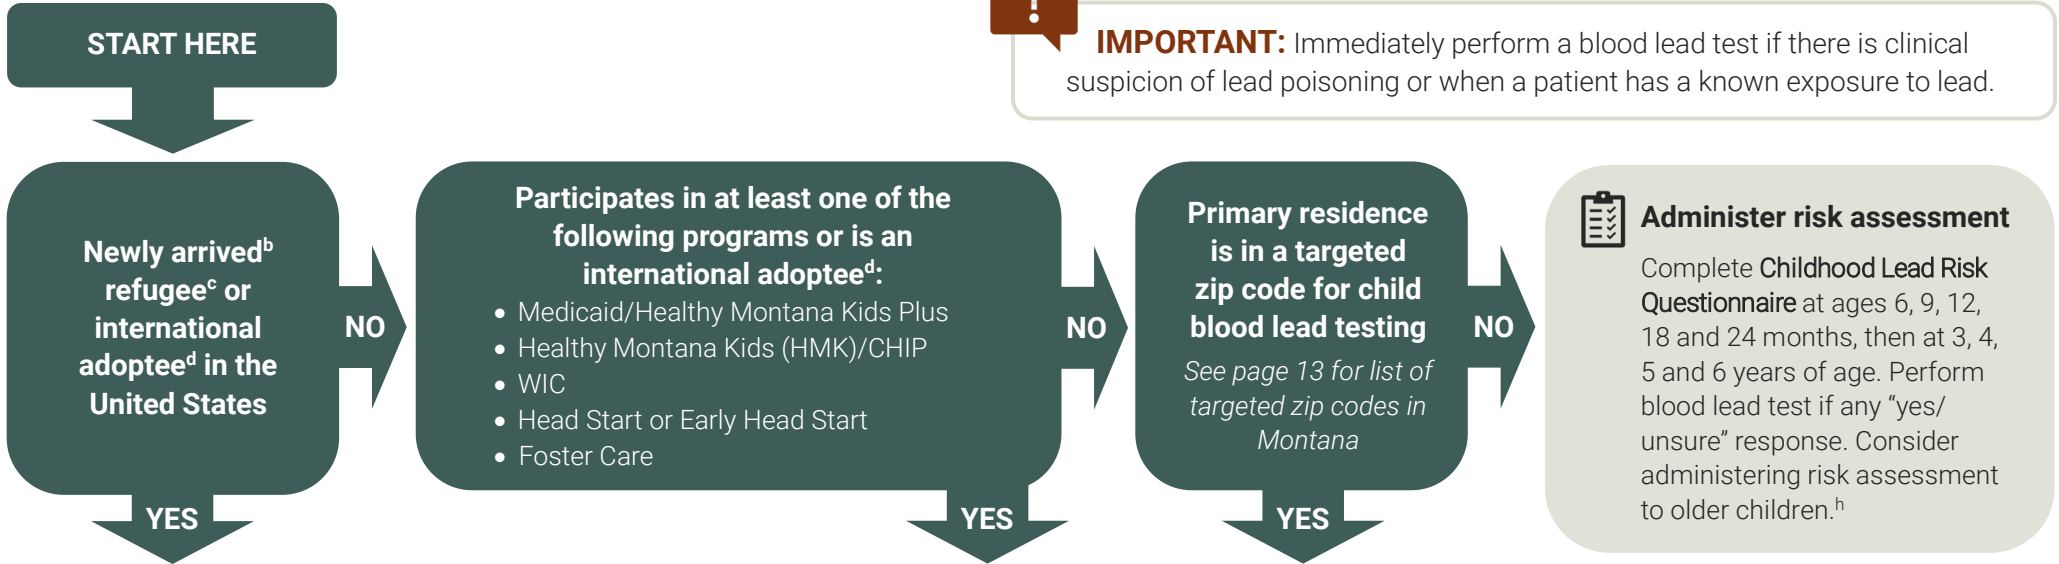 START HERE
!
IMPORTANT: Immediately perform a blood lead test if there is clinical
suspicion of lead poisoning or when a patient has a known exposure to lead.
Newly arrivedᵇ
refugeeᶜ or
international
adopteeᵈ in the
United States
NO
YES
Participates in at least one of the
following programs or is an
international adopteeᵈ:
• Medicaid/Healthy Montana Kids Plus
• Healthy Montana Kids (HMK)/CHIP
• WIC
• Head Start or Early Head Start
• Foster Care
NO
YES
Primary residence
is in a targeted
zip code for child
blood lead testing
See page 13 for list of
targeted zip codes in
Montana
NO
YES
Administer risk assessment
Complete Childhood Lead Risk
Questionnaire at ages 6, 9, 12,
18 and 24 months, then at 3, 4,
5 and 6 years of age. Perform
blood lead test if any “yes/
unsure” response. Consider
administering risk assessment
to older children.ʰ